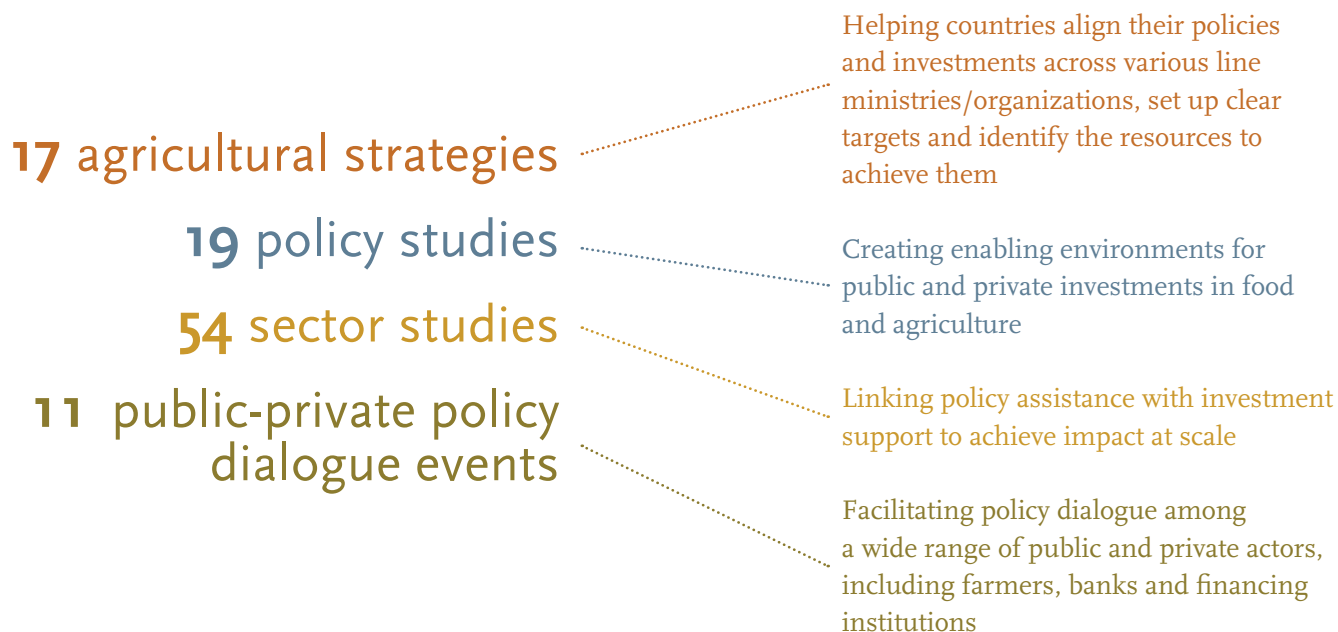 17 agricultural strategies
Helping countries align their policies
and investments across various line
ministries/organizations, set up clear
targets and identify the resources to
achieve them
19 policy studies
Creating enabling environments for
public and private investments in food
and agriculture
54 sector studies
Linking policy assistance with investment
support to achieve impact at scale
11 public-private policy
dialogue events
Facilitating policy dialogue among
a wide range of public and private actors,
including farmers, banks and financing
institutions